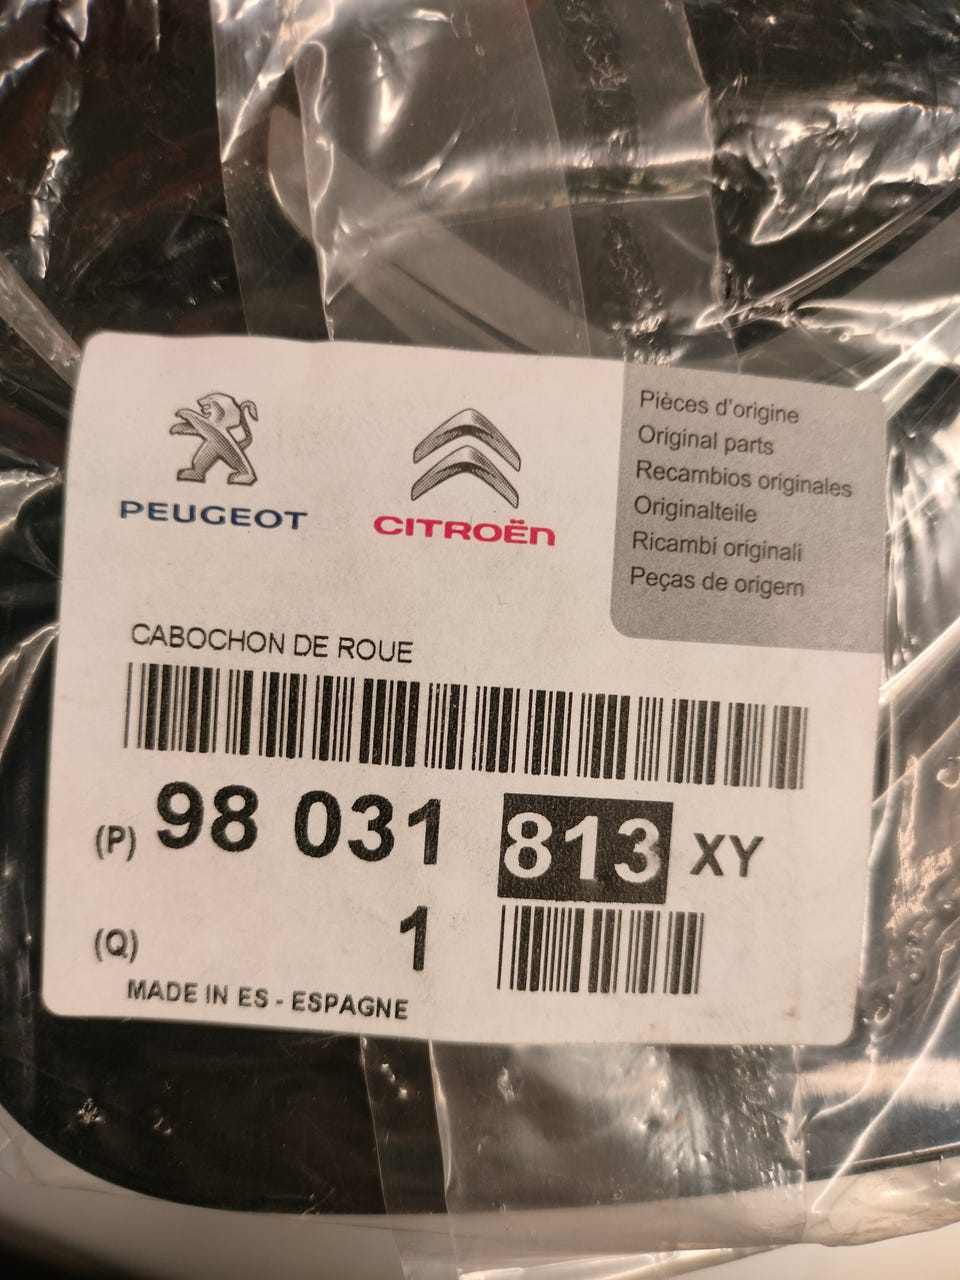 PEUGEOT
CITROËN
Pièces d'origine
Original parts
Recambios originales
Originalteile
Ricambi originali
Peças de origem
CABOCHON DE ROUE
(P) 98 031 813 XY
(Q) 1
MADE IN ES - ESPAGNE